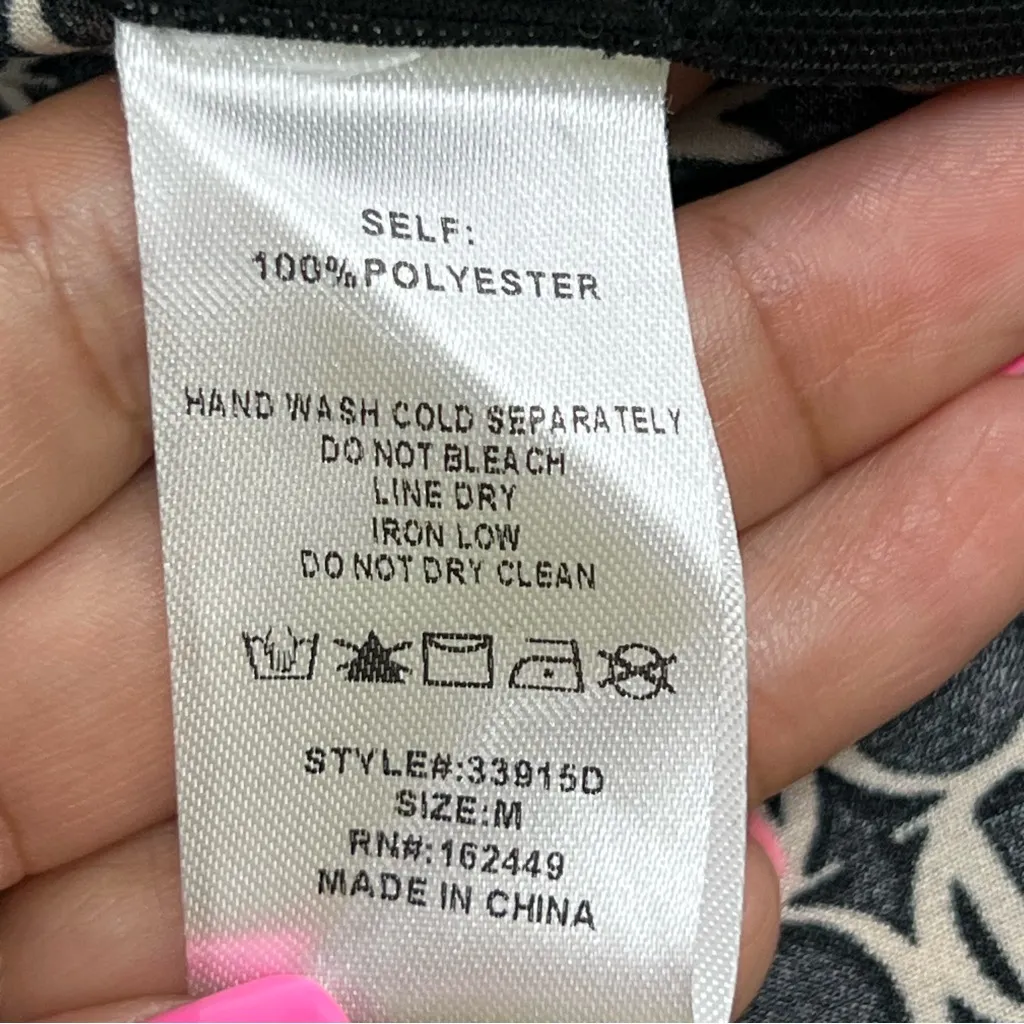 SELF:
100% POLYESTER
HAND WASH COLD SEPARATELY
DO NOT BLEACH
LINE DRY
IRON LOW
DO NOT DRY CLEAN
STYLE#:33915D
SIZE:M
RN#:162449
MADE IN CHINA